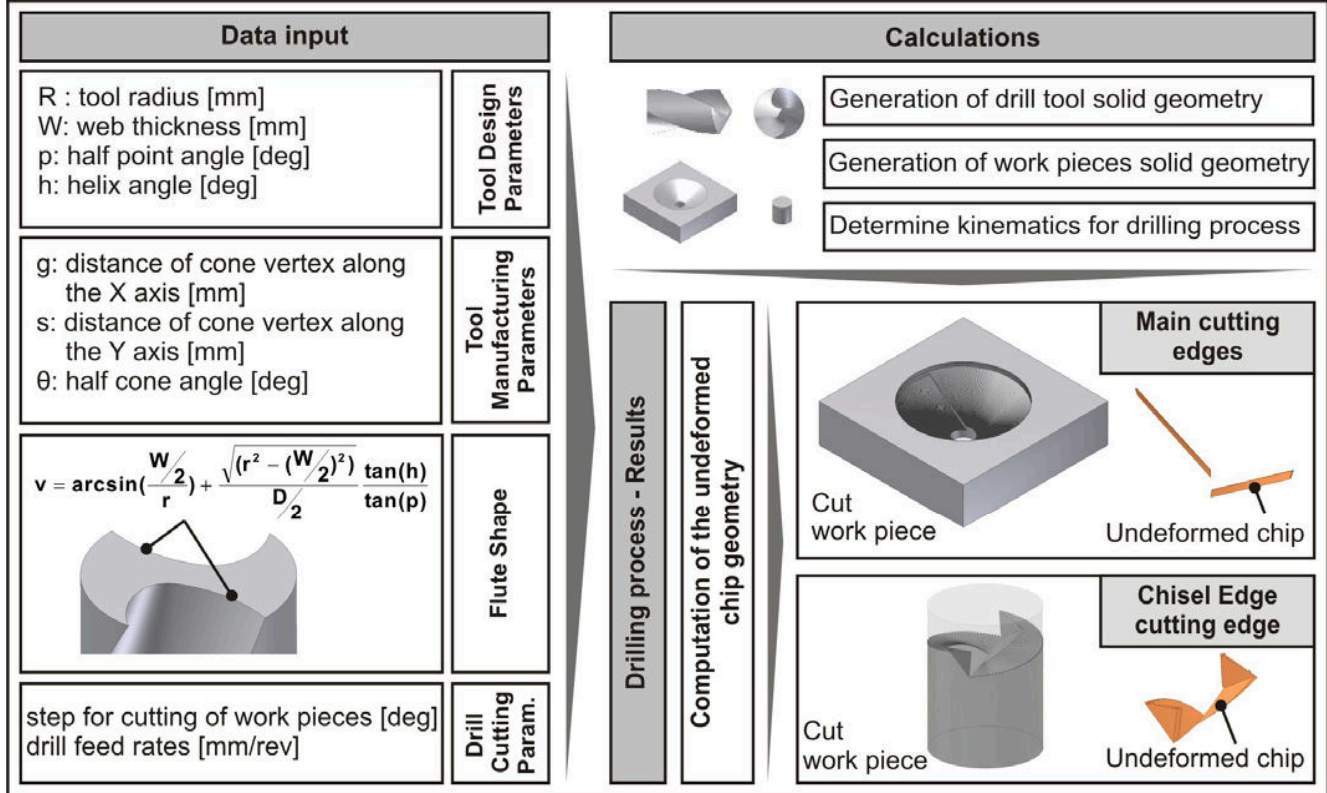 Data input
R : tool radius [mm]
W: web thickness [mm]
p: half point angle [deg]
h: helix angle [deg]
Tool Design
Parameters
g: distance of cone vertex along
the X axis [mm]
s: distance of cone vertex along
the Y axis [mm]
θ: half cone angle [deg]
Tool
Manufacturing
Parameters
v = arcsin((W/2)/r) + (√((r² − (W/2)²))/(D/2)) (tan(h)/tan(p))
Flute Shape
step for cutting of work pieces [deg]
drill feed rates [mm/rev]
Drill
Cutting
Param.
Calculations
Generation of drill tool solid geometry
Generation of work pieces solid geometry
Determine kinematics for drilling process
Drilling process - Results
Computation of the undeformed
chip geometry
Main cutting
edges
Cut
work piece
Undeformed chip
Chisel Edge
cutting edge
Cut
work piece
Undeformed chip